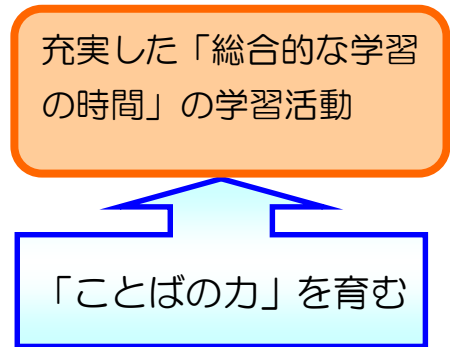 充実した「総合的な学習
の時間」の学習活動
「ことばの力」を育む